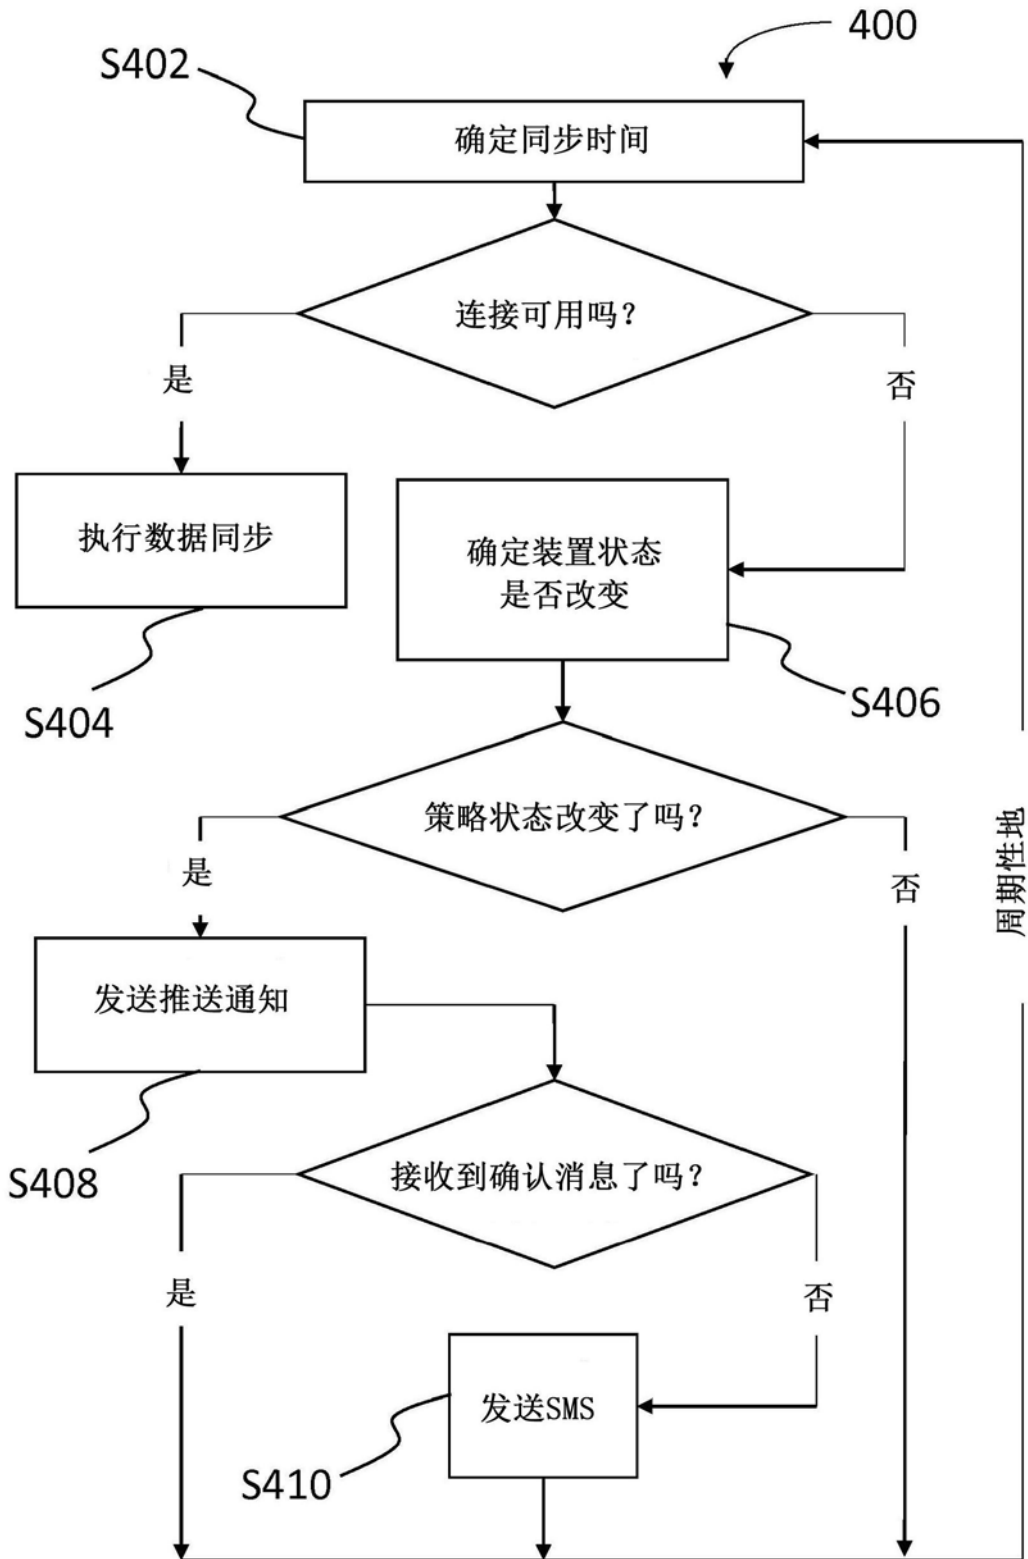 400
S402
确定同步时间
连接可用吗？
是
否
执行数据同步
确定装置状态
是否改变
S404
S406
策略状态改变了吗？
周期性地
是
否
发送推送通知
S408
接收到确认消息了吗？
是
否
发送SMS
S410